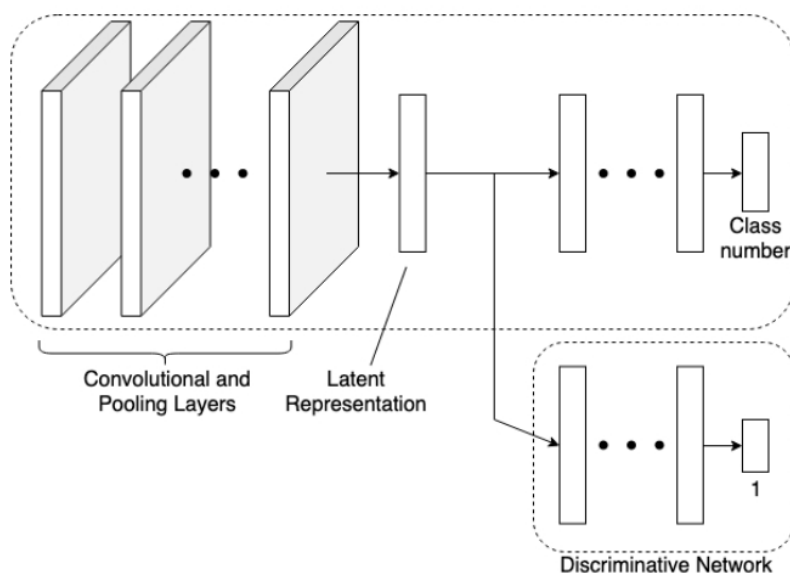 Class
number
Convolutional and
Pooling Layers
Latent
Representation
1
Discriminative Network